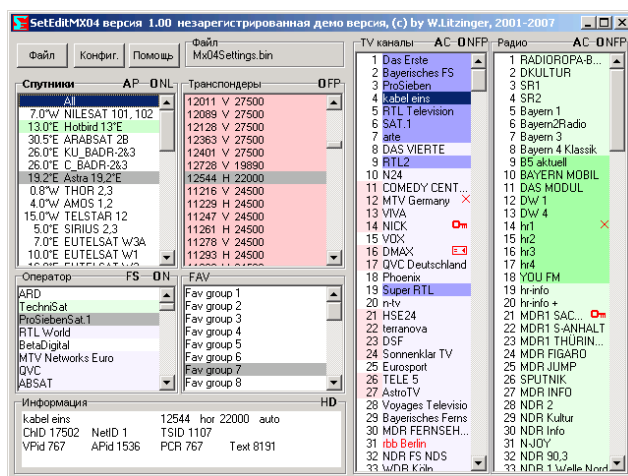 SetEditMX04 версия 1.00 незарегистрированная демо версия, (c) by W.Litzinger, 2001-2007
Файл
Конфиг.
Помощь
Файл
Mx04Settings.bin
Спутники AP ONL
All
7.0°W NILESAT 101, 102
13.0°E Hotbird 13°E
30.5°E ARABSAT 2B
26.0°E KU_BADR-2&3
26.0°E C_BADR-2&3
19.2°E Astra 19,2°E
0.8°W THOR 2,3
4.0°W AMOS 1,2
15.0°W TELSTAR 12
5.0°E SIRIUS 2,3
7.0°E EUTELSAT W3A
10.0°E EUTELSAT W1
Транспондеры OFP
12011 V 27500
12089 V 27500
12128 V 27500
12363 V 27500
12401 V 27500
12728 V 19890
12544 H 22000
11216 V 24500
11229 H 24500
11247 V 24500
11261 H 24500
11278 V 24500
11293 H 24500
Оператор FS ON
ARD
TechniSat
ProSiebenSat.1
RTL World
BetaDigital
MTV Networks Euro
QVC
ABSAT
FAV
Fav group 1
Fav group 2
Fav group 3
Fav group 4
Fav group 5
Fav group 6
Fav group 7
Fav group 8
Информация HD
kabel eins 12544 hor 22000 auto
ChID 17502 NetID 1 TSID 1107
VPid 767 APid 1536 PCR 767 Text 8191
TV каналы AC ONFP
1 Das Erste
2 Bayerisches FS
3 ProSieben
4 kabel eins
5 RTL Television
6 SAT.1
7 arte
8 DAS VIERTE
9 RTL2
10 N24
11 COMEDY CENT...
12 MTV Germany
13 VIVA
14 NICK
15 VOX
16 DMAX
17 QVC Deutschland
18 Phoenix
19 Super RTL
20 n-tv
21 HSE24
22 terranova
23 DSF
24 Sonnenklar TV
25 Eurosport
26 TELE 5
27 AstroTV
28 Voyages Televisio
29 Bayerisches Ferns
30 MDR FERNSEH...
31 rbb Berlin
32 NDR FS NDS
33 WDR Köln
Радио AC ONFP
1 RADIOROPA-B...
2 DKULTUR
3 SR1
4 SR2
5 Bayern 1
6 Bayern2Radio
7 Bayern 3
8 Bayern 4 Klassik
9 B5 aktuell
10 BAYERN MOBIL
11 DAS MODUL
12 DW 1
13 DW 4
14 hr1
15 hr2
16 hr3
17 hr4
18 YOU FM
19 hr-info
20 hr-info +
21 MDR1 SAC...
22 MDR1 S-ANHALT
23 MDR1 THÜRIN...
24 MDR FIGARO
25 MDR JUMP
26 SPUTNIK
27 MDR INFO
28 NDR 2
29 NDR Kultur
30 NDR Info
31 N-JOY
32 NDR 90,3
33 NDR 1 Welle Nord